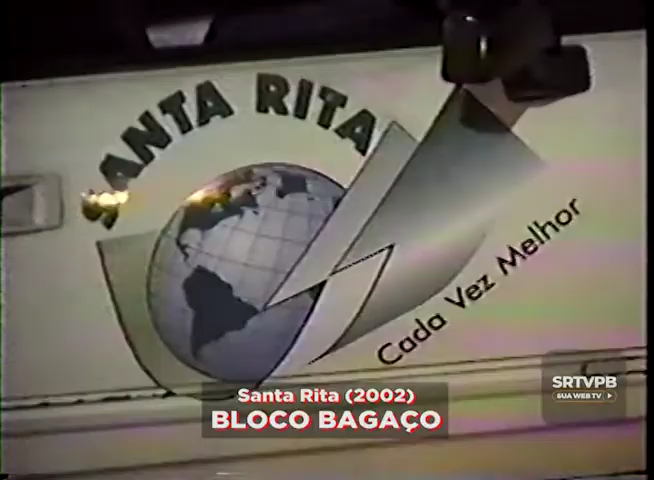 SANTA RITA
Cada Vez Melhor
SRTVPB
SUA WEB TV
Santa Rita (2002)
BLOCO BAGAÇO